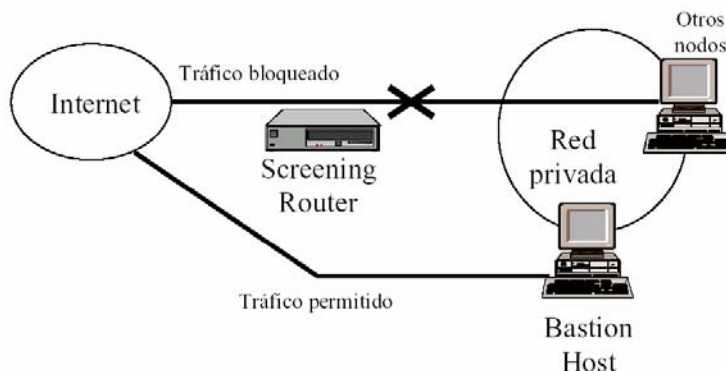 Otros
nodos
Tráfico bloqueado
Internet
Screening
Router
Red
privada
Tráfico permitido
Bastion
Host